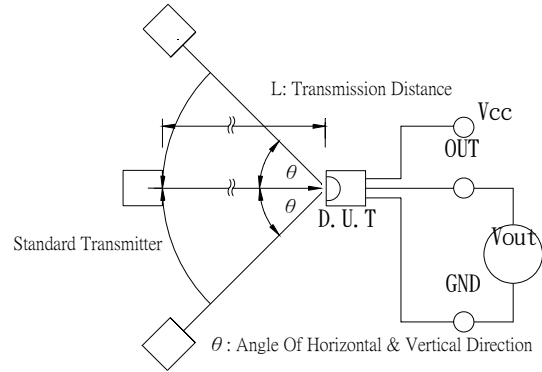 L: Transmission Distance
Vcc
OUT
θ
θ
D.U.T
Standard Transmitter
Vout
GND
θ : Angle Of Horizontal & Vertical Direction